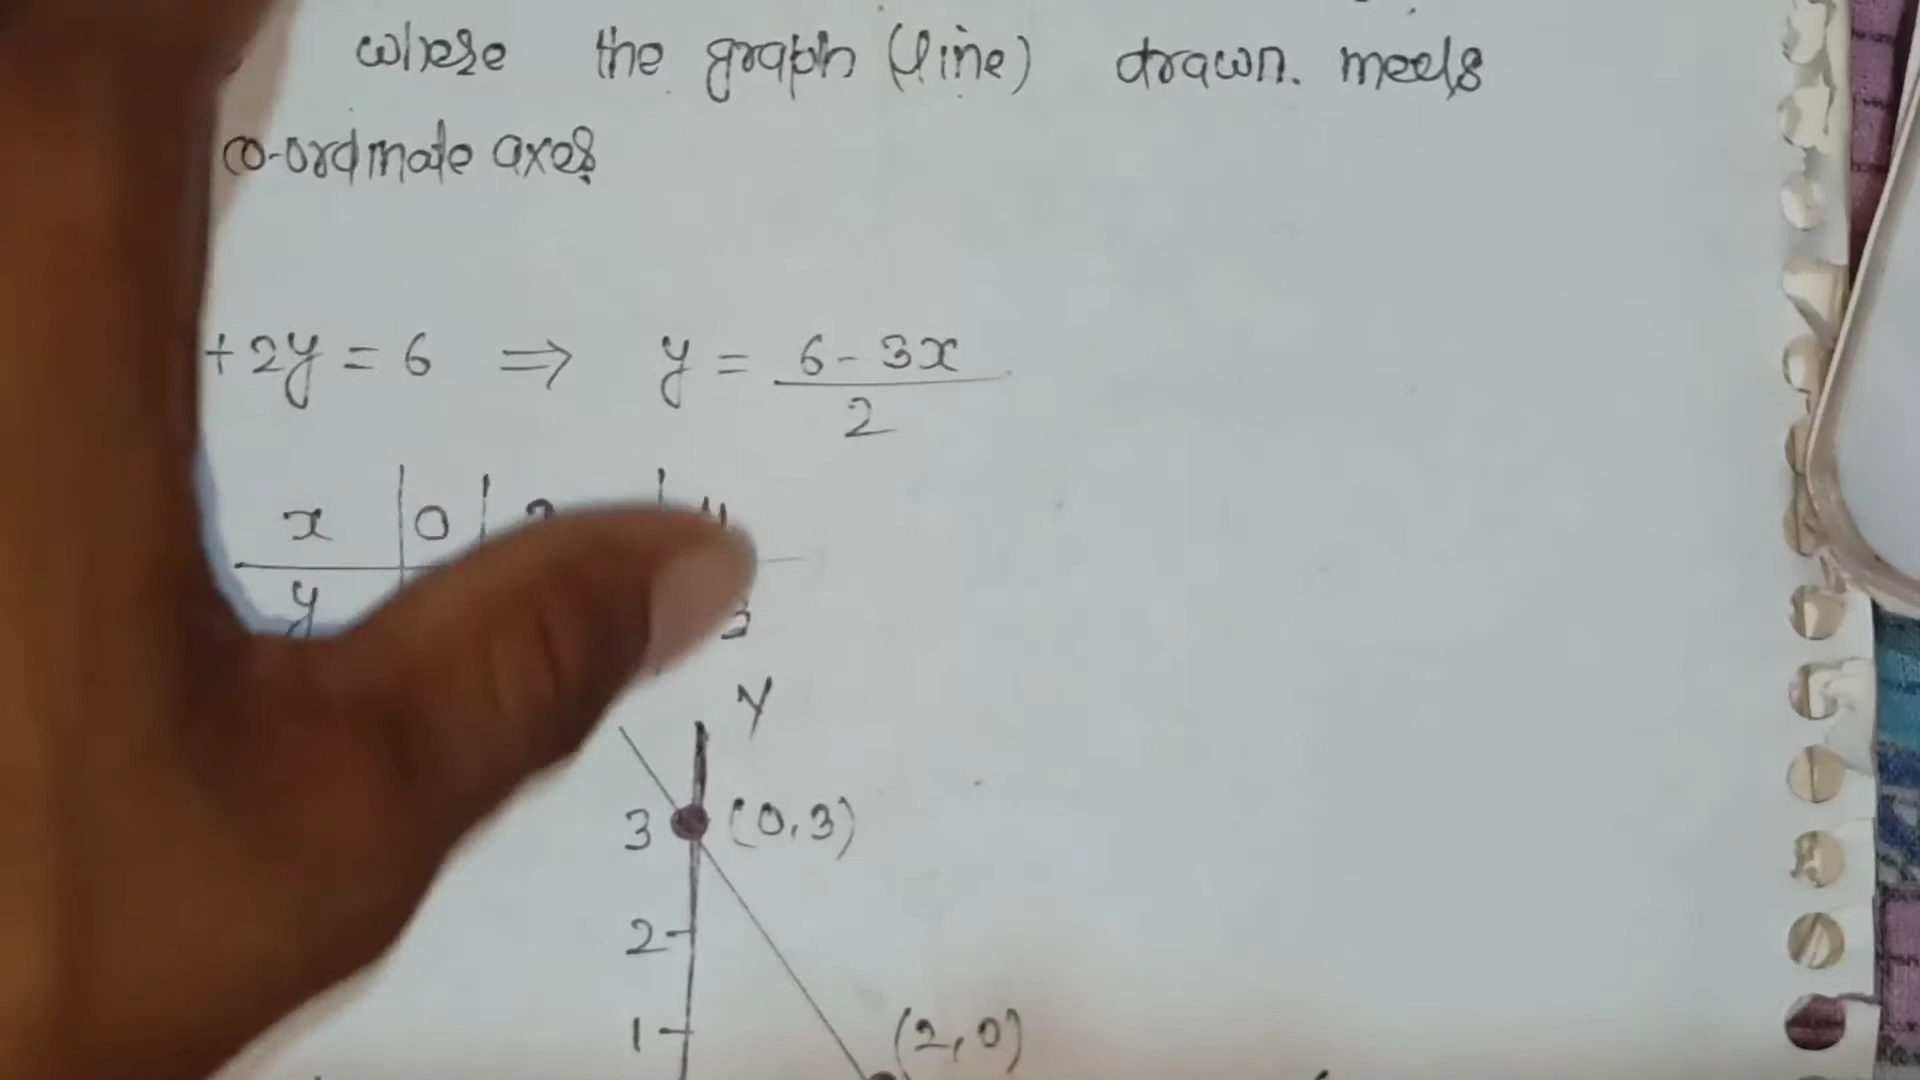 where the graph (line) drawn. meets
co-ordinate axes
+2y = 6 ⇒ y = 6-3x / 2
x 0
y
Y
3 (0,3)
2
1 (2,0)